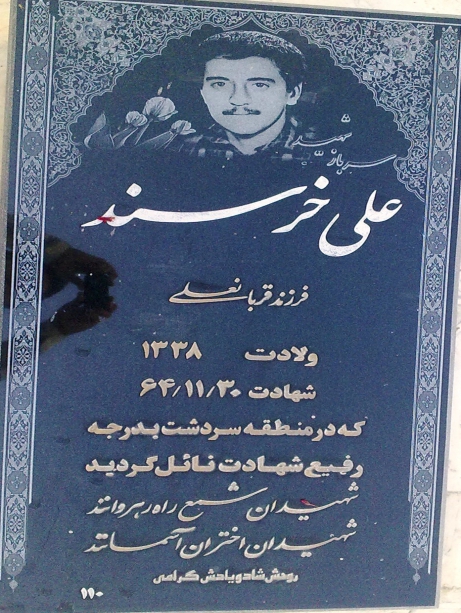 سرباز شهید
علی خرسند
فرزند قربانعلی
ولادت ۱۳۳۸
شهادت ۶۴/۱۱/۳۰
که در منطقه سردشت بدرجه
رفیع شهادت نائل گردید
شهیدان شمع راه رهروانند
شهیدان اختران آسمانند
روحش شاد و یادش گرامی
۱۱۰